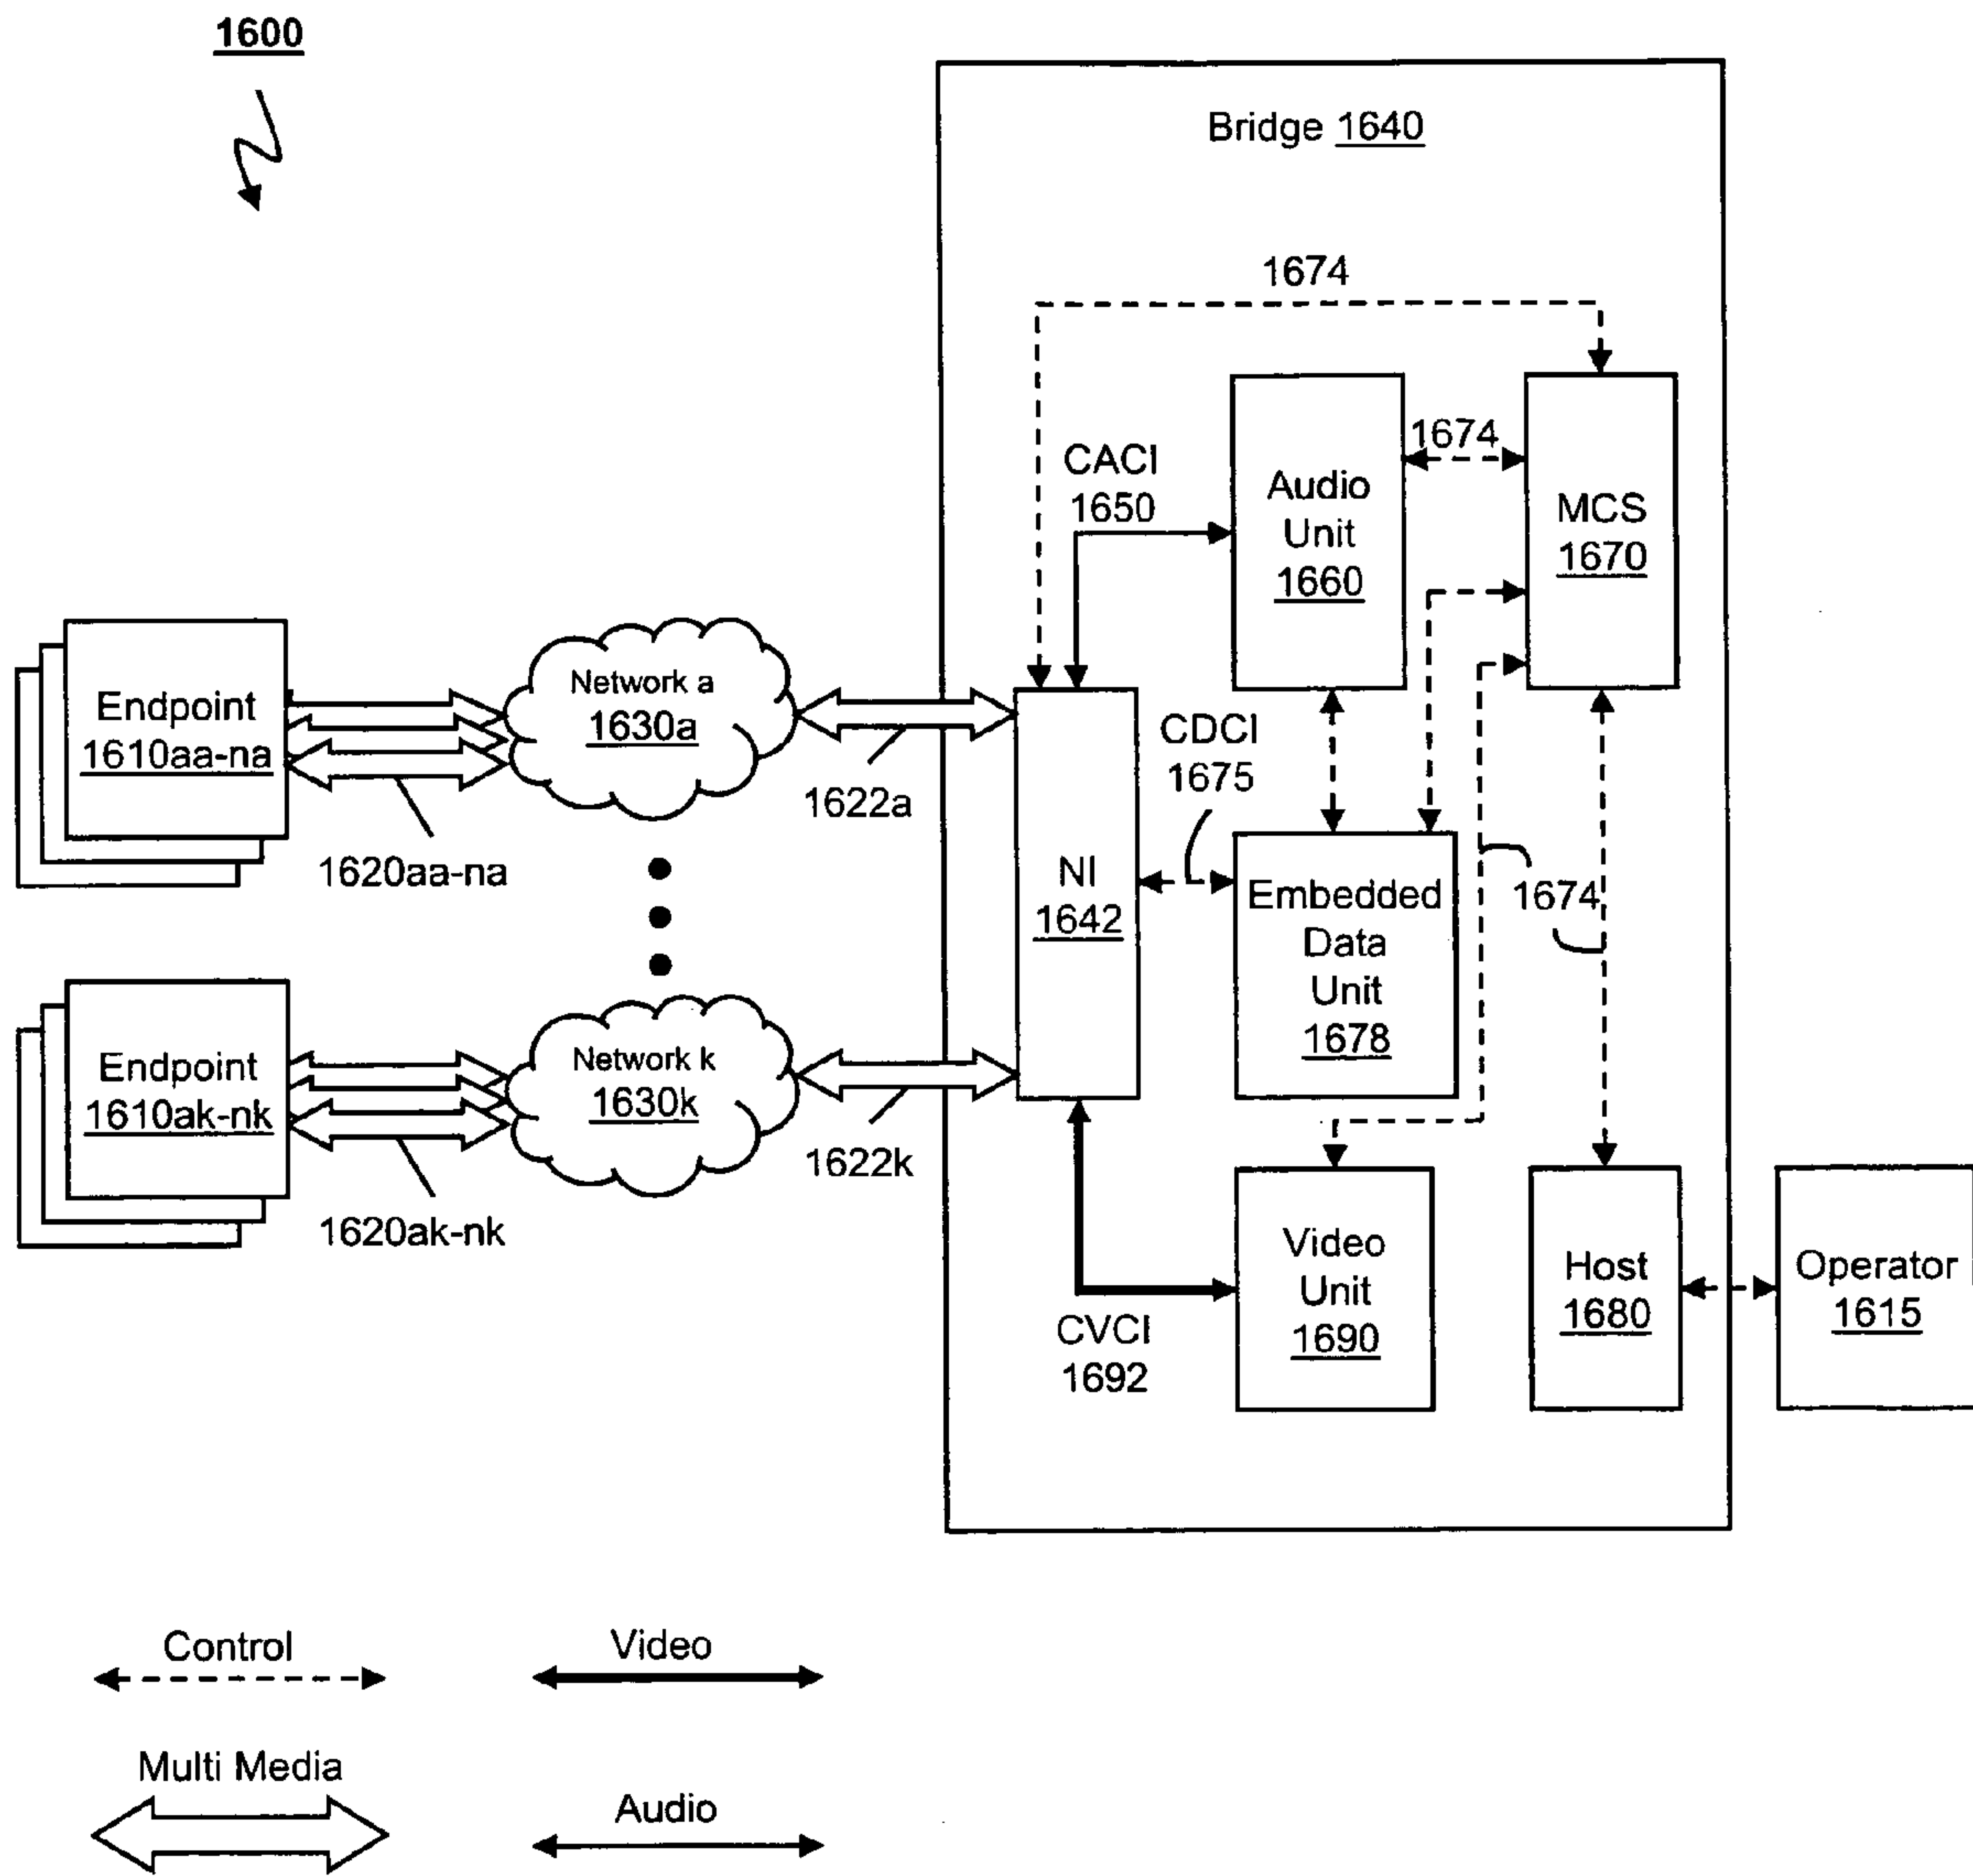 1600
Bridge 1640
1674
CACI
1650
Audio
Unit
1660
1674
MCS
1670
Endpoint
1610aa-na
1620aa-na
Network a
1630a
1622a
CDCI
1675
NI
1642
Embedded
Data
Unit
1678
1674
Endpoint
1610ak-nk
1620ak-nk
Network k
1630k
1622k
CVCI
1692
Video
Unit
1690
Host
1680
Operator
1615
Control
Video
Multi Media
Audio